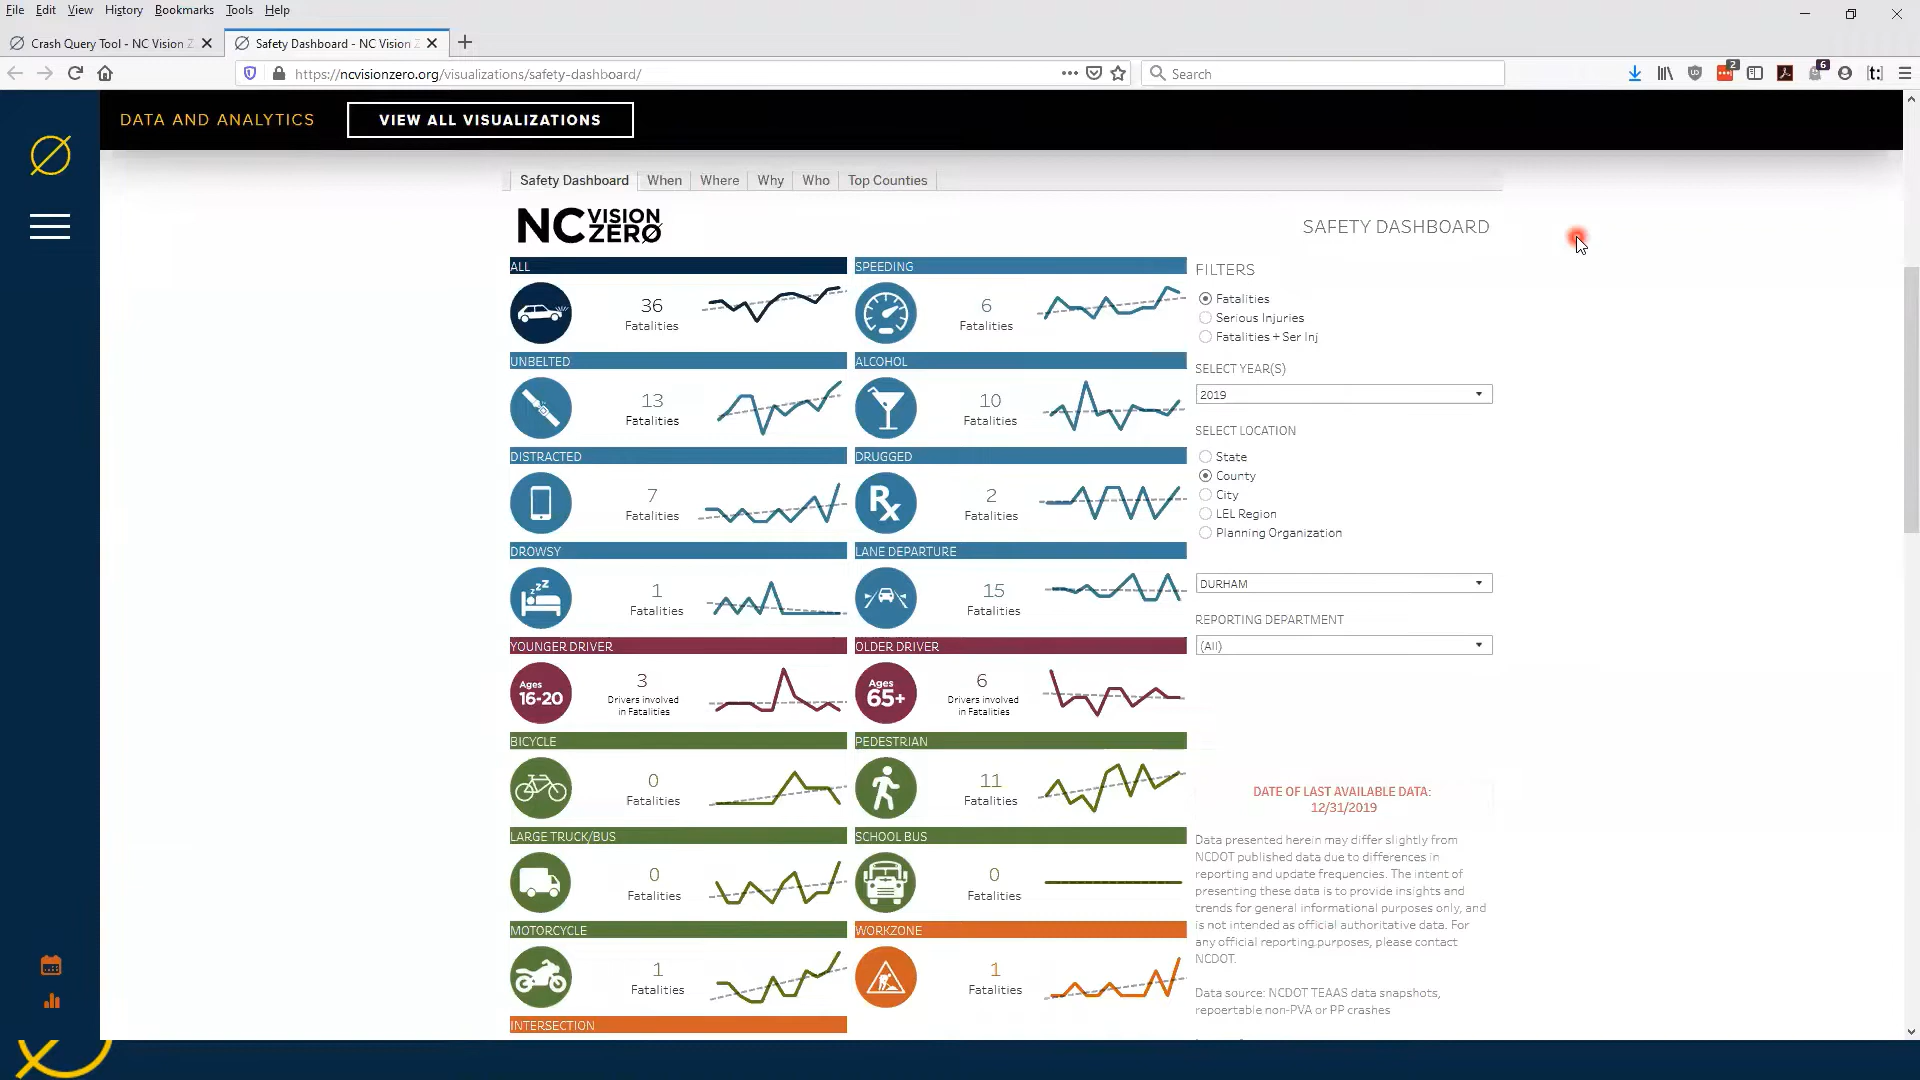 File Edit View History Bookmarks Tools Help
Crash Query Tool - NC Vision Z
Safety Dashboard - NC Vision Z
https://ncvisionzero.org/visualizations/safety-dashboard/
Search
2
6
[t:]
DATA AND ANALYTICS
VIEW ALL VISUALIZATIONS
Safety Dashboard When Where Why Who Top Counties
NC VISION ZERO
SAFETY DASHBOARD
ALL
36
Fatalities
SPEEDING
6
Fatalities
UNBELTED
13
Fatalities
ALCOHOL
10
Fatalities
DISTRACTED
7
Fatalities
DRUGGED
Rx
2
Fatalities
DROWSY
zzz
1
Fatalities
LANE DEPARTURE
15
Fatalities
YOUNGER DRIVER
Ages
16-20
3
Drivers involved
in Fatalities
OLDER DRIVER
Ages
65+
6
Drivers involved
in Fatalities
BICYCLE
0
Fatalities
PEDESTRIAN
11
Fatalities
LARGE TRUCK/BUS
0
Fatalities
SCHOOL BUS
0
Fatalities
MOTORCYCLE
1
Fatalities
WORKZONE
1
Fatalities
INTERSECTION
FILTERS
Fatalities
Serious Injuries
Fatalities + Ser Inj
SELECT YEAR(S)
2019
SELECT LOCATION
State
County
City
LEL Region
Planning Organization
DURHAM
REPORTING DEPARTMENT
(All)
DATE OF LAST AVAILABLE DATA:
12/31/2019
Data presented herein may differ slightly from
NCDOT published data due to differences in
reporting and update frequencies. The intent of
presenting these data is to provide insights and
trends for general informational purposes only, and
is not intended as official authoritative data. For
any official reporting purposes, please contact
NCDOT.
Data source: NCDOT TEAAS data snapshots,
repoertable non-PVA or PP crashes